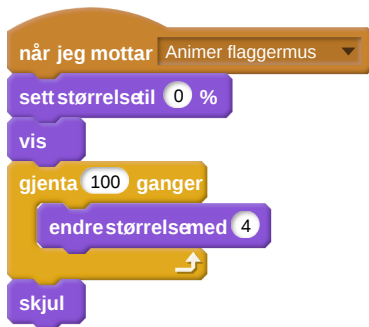 når jeg mottar Animer flaggermus
sett størrelse til 0 %
vis
gjenta 100 ganger
endre størrelse med 4
skjul